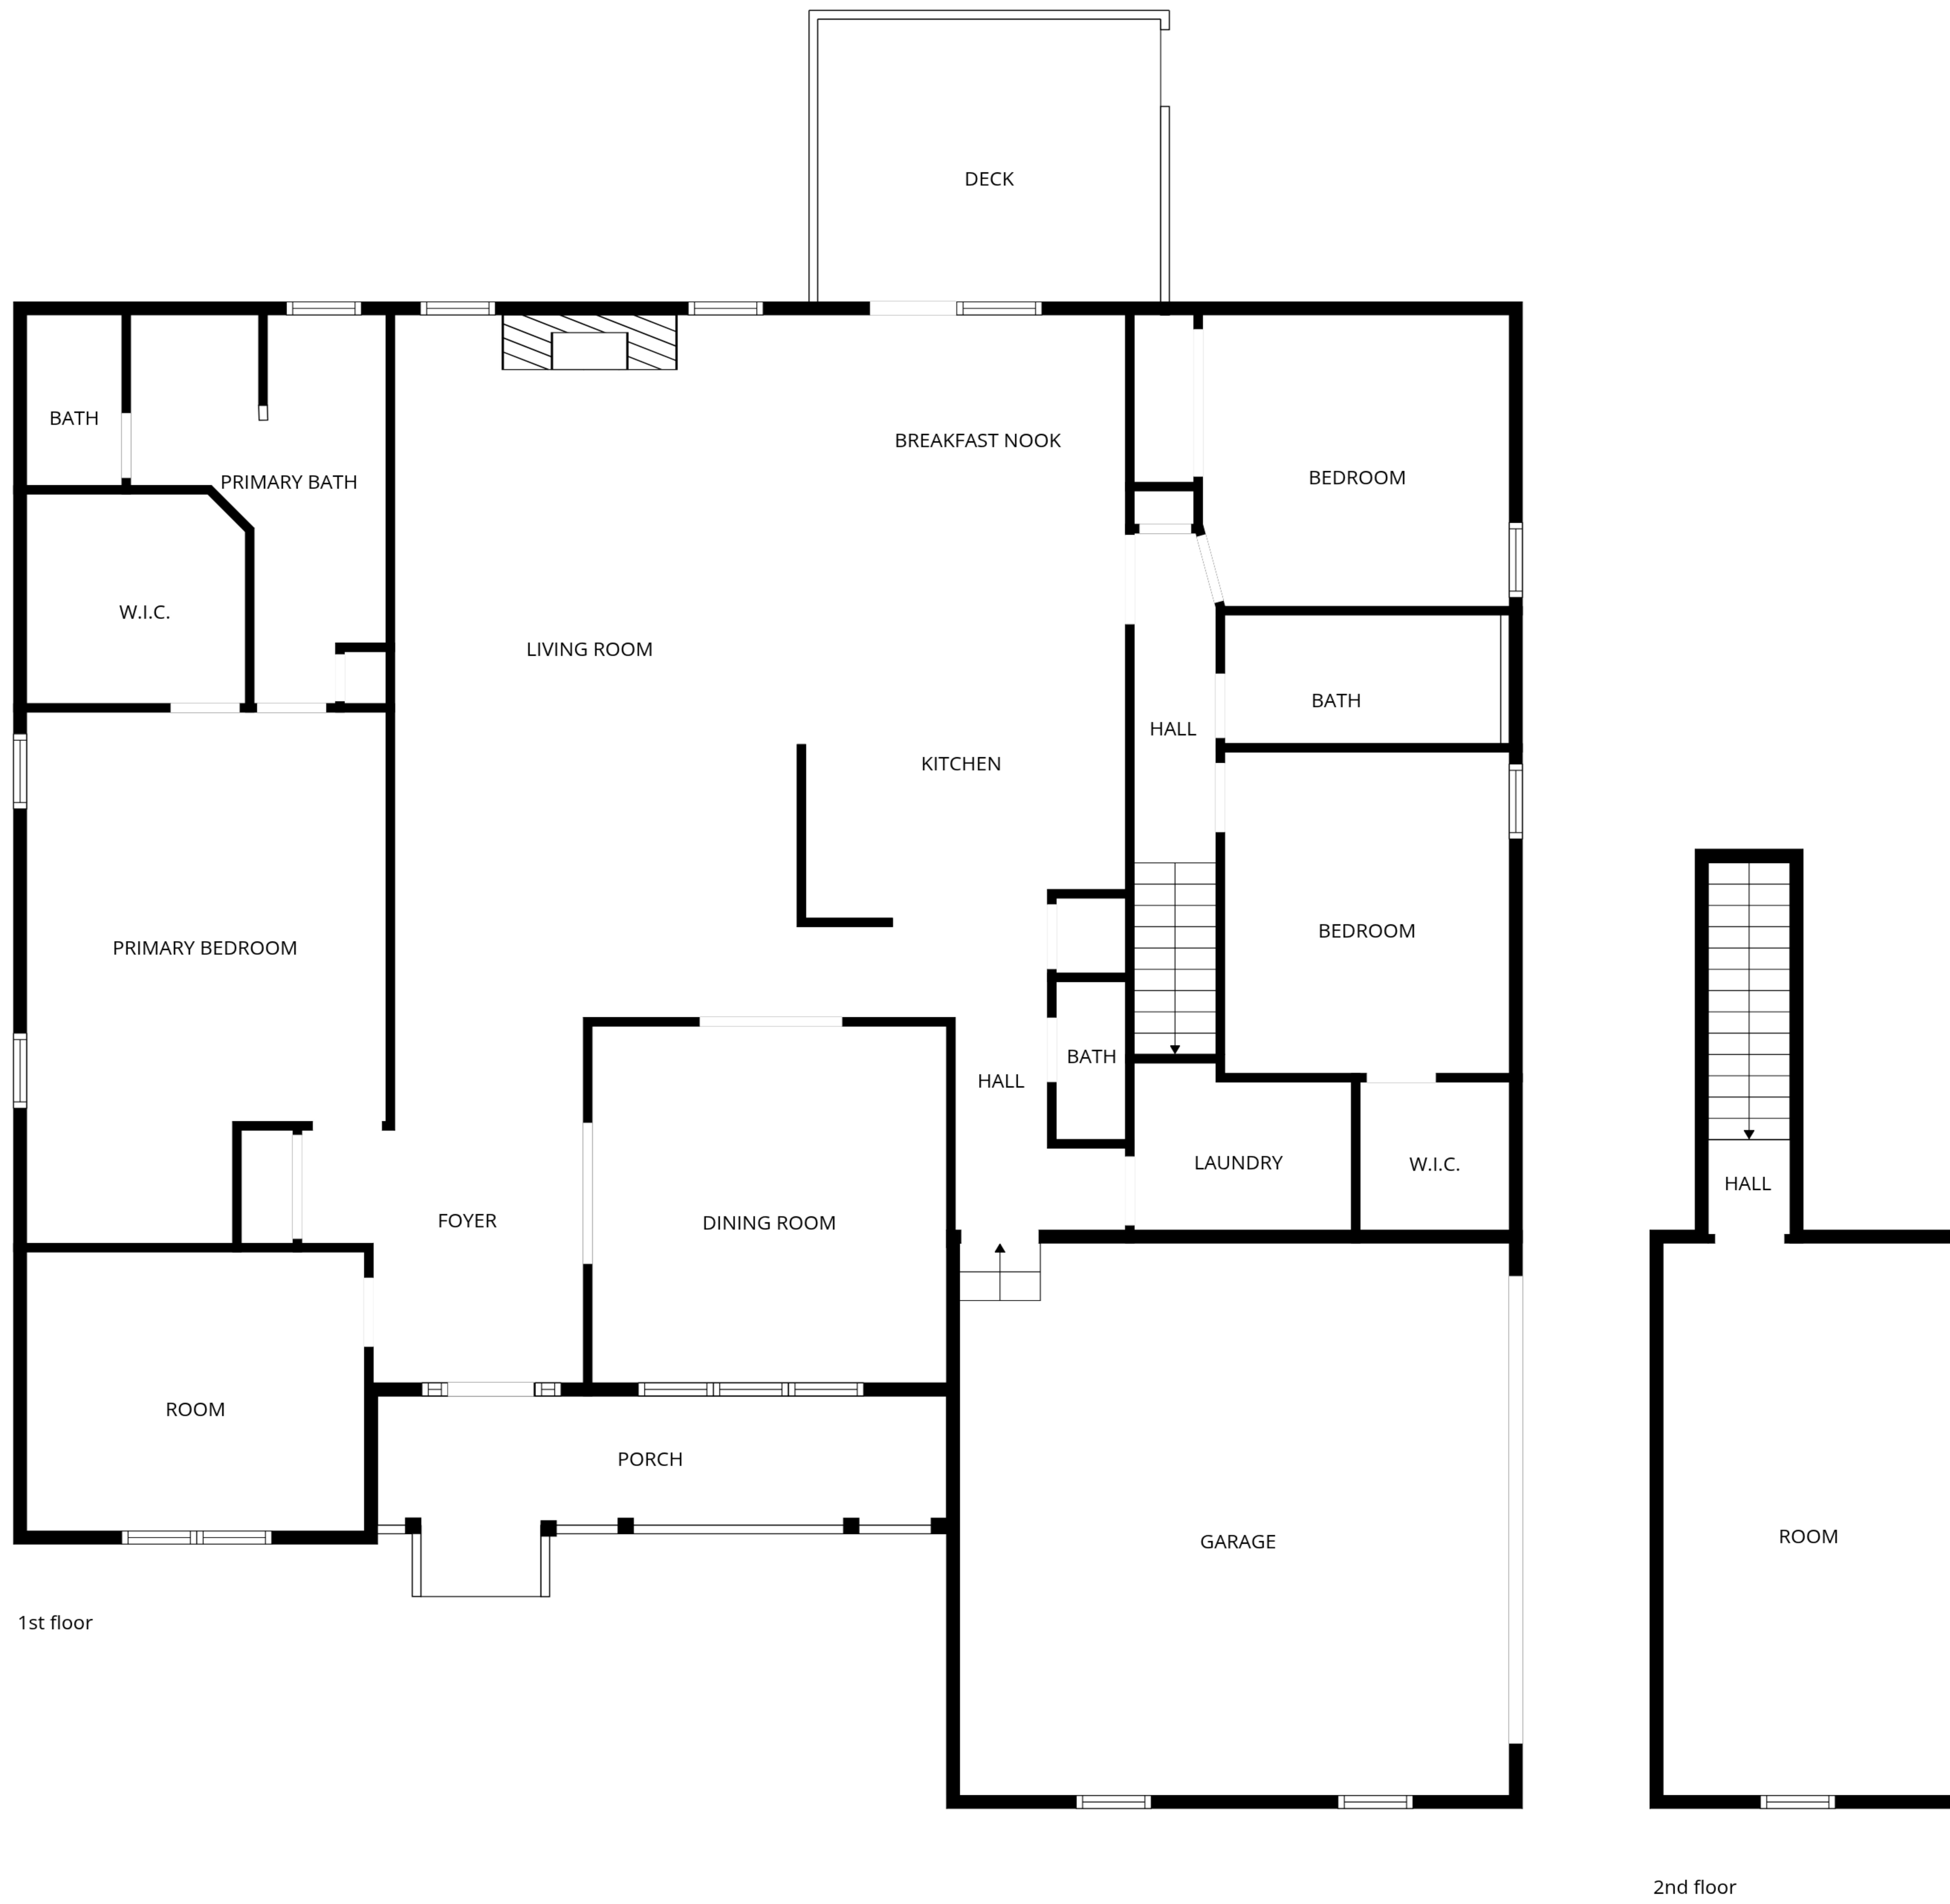 DECK
BATH
BREAKFAST NOOK
BEDROOM
PRIMARY BATH
W.I.C.
LIVING ROOM
BATH
HALL
KITCHEN
BEDROOM
PRIMARY BEDROOM
BATH
HALL
LAUNDRY
W.I.C.
HALL
FOYER
DINING ROOM
ROOM
PORCH
GARAGE
ROOM
1st floor
2nd floor